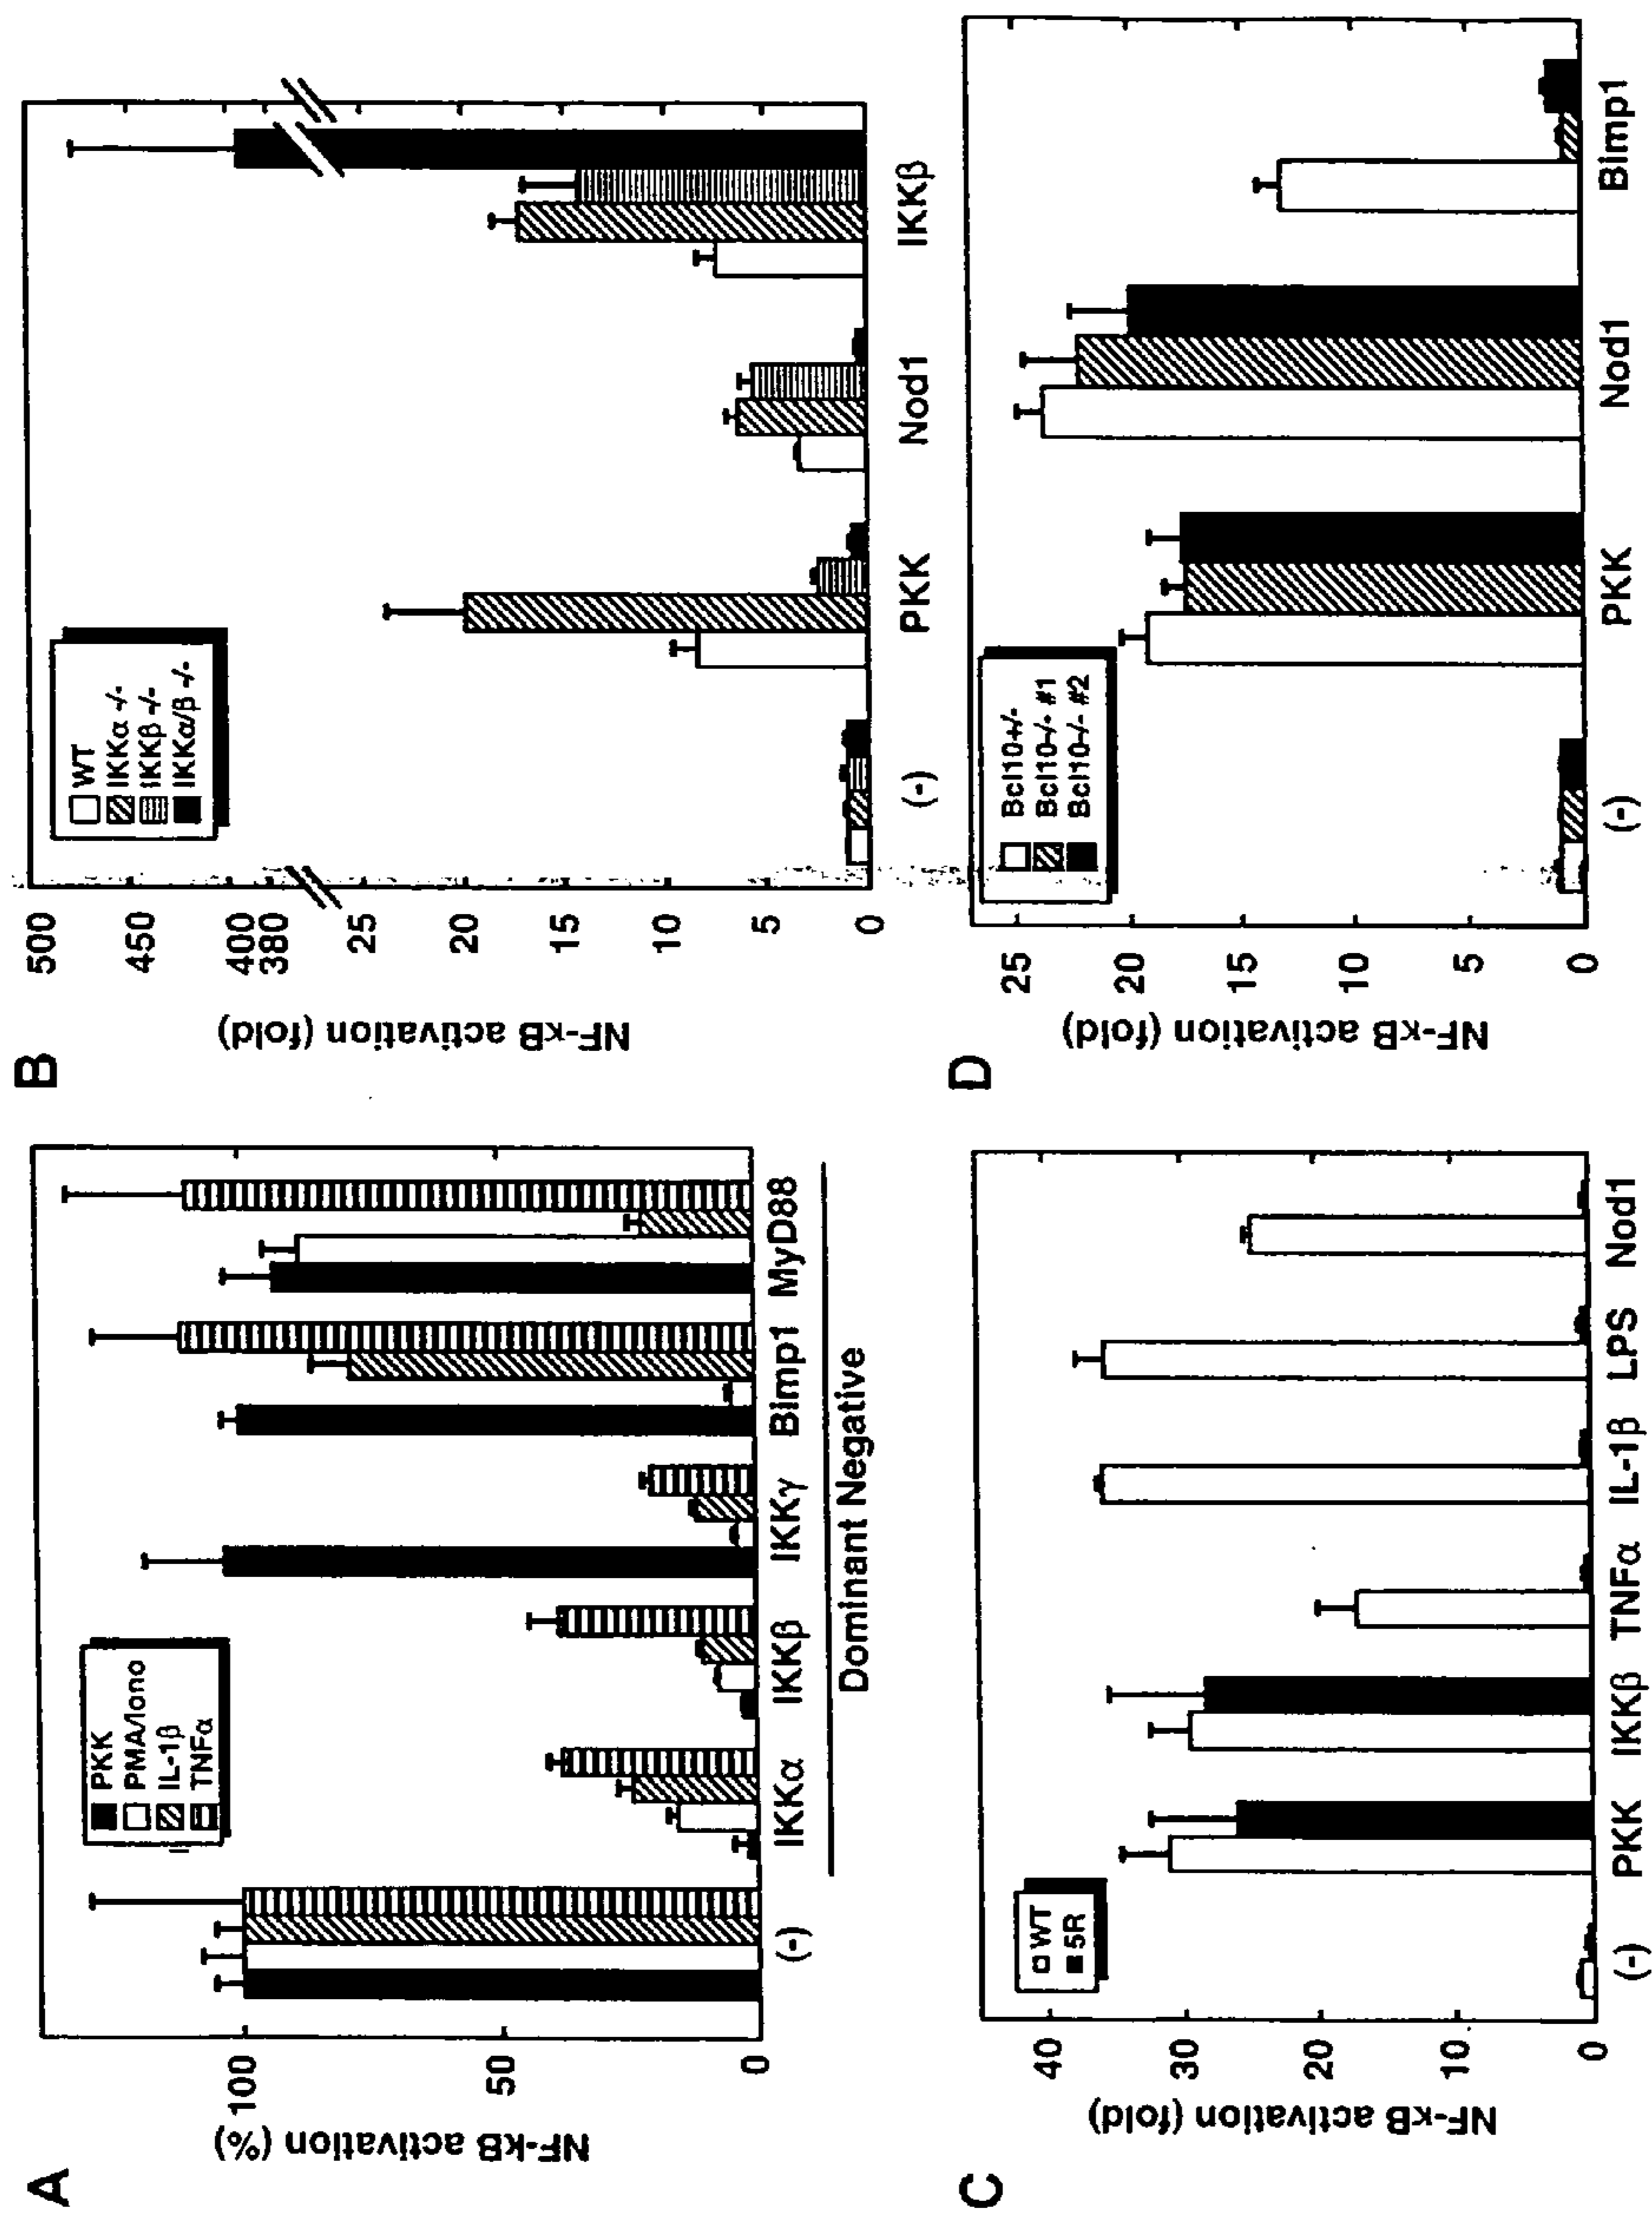 A
NF-kB activation (%)
100
50
0
PKK
PMA/Iono
IL-1β
TNFα
(-)
IKKα
IKKβ
IKKγ
Bimp1
MyD88
Dominant Negative
B
NF-κB activation (fold)
500
450
400
380
25
20
15
10
5
0
WT
IKKα -/-
IKKβ -/-
IKKα/β -/-
(-)
PKK
Nod1
IKKβ
C
NF-κB activation (fold)
40
30
20
10
0
WT
5R
(-)
PKK
IKKβ
TNFα
IL-1β
LPS
Nod1
D
NF-κB activation (fold)
25
20
15
10
5
0
Bcl10+/-
Bcl10-/- #1
Bcl10-/- #2
(-)
PKK
Nod1
Bimp1